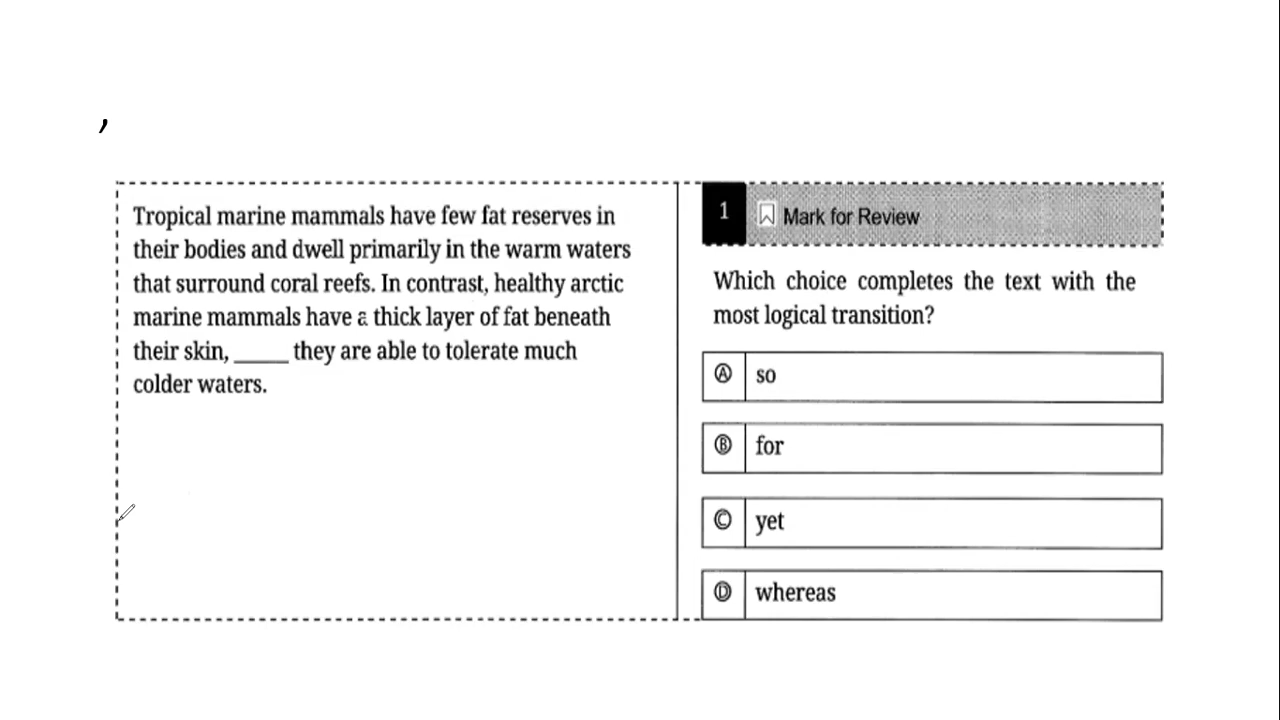 ,
Tropical marine mammals have few fat reserves in
their bodies and dwell primarily in the warm waters
that surround coral reefs. In contrast, healthy arctic
marine mammals have a thick layer of fat beneath
their skin, _____ they are able to tolerate much
colder waters.
1 Mark for Review
Which choice completes the text with the
most logical transition?
Ⓐ so
Ⓑ for
Ⓒ yet
Ⓓ whereas